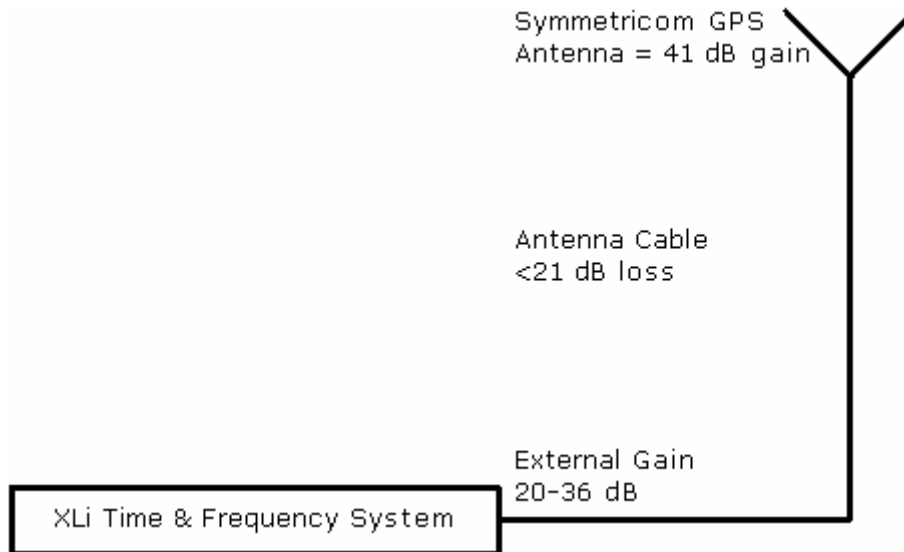 Symmetricom GPS
Antenna = 41 dB gain
Antenna Cable
<21 dB loss
External Gain
20-36 dB
XLi Time & Frequency System